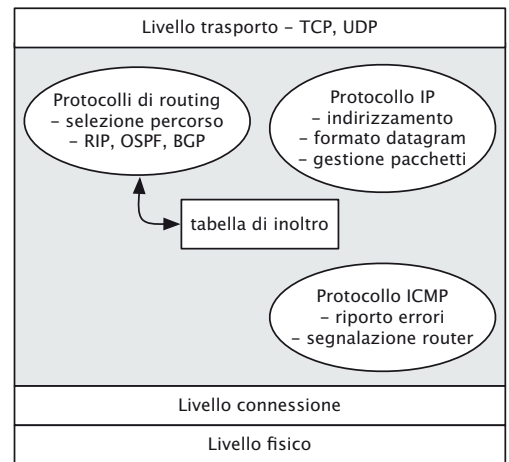 Livello trasporto – TCP, UDP
Protocolli di routing
– selezione percorso
– RIP, OSPF, BGP
Protocollo IP
– indirizzamento
– formato datagram
– gestione pacchetti
tabella di inoltro
Protocollo ICMP
– riporto errori
– segnalazione router
Livello connessione
Livello fisico